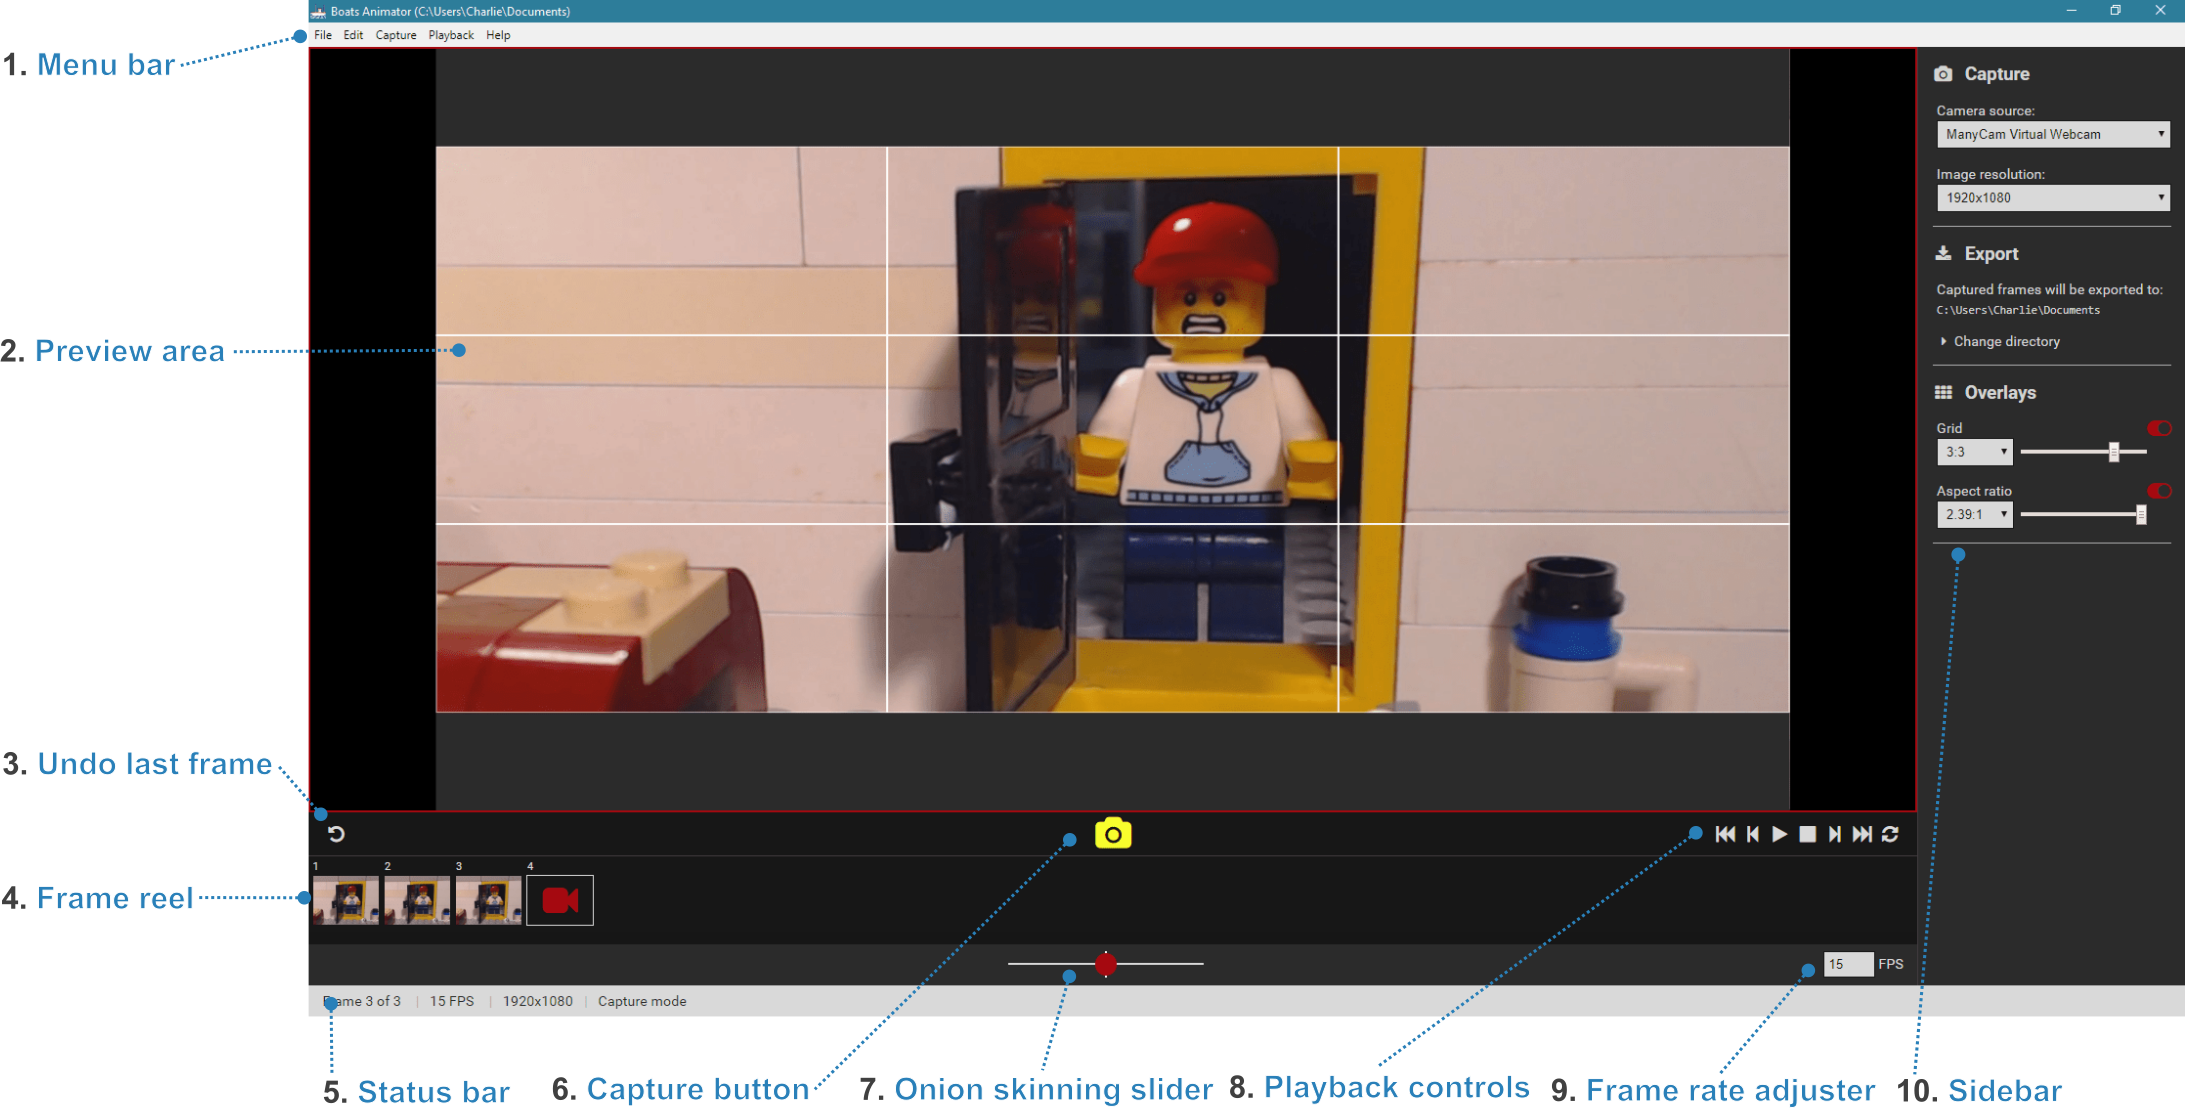 Boats Animator (C:\Users\Charlie\Documents)
File Edit Capture Playback Help
1. Menu bar
Capture
Camera source:
ManyCam Virtual Webcam
Image resolution:
1920x1080
Export
Captured frames will be exported to:
C:\Users\Charlie\Documents
Change directory
2. Preview area
Overlays
Grid
3:3
Aspect ratio
2.39:1
3. Undo last frame
1 2 3 4
4. Frame reel
15 FPS
Frame 3 of 3 | 15 FPS | 1920x1080 | Capture mode
5. Status bar
6. Capture button
7. Onion skinning slider
8. Playback controls
9. Frame rate adjuster
10. Sidebar